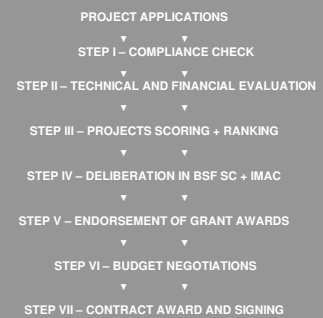 PROJECT APPLICATIONS
STEP I – COMPLIANCE CHECK
STEP II – TECHNICAL AND FINANCIAL EVALUATION
STEP III – PROJECTS SCORING + RANKING
STEP IV – DELIBERATION IN BSF SC + IMAC
STEP V – ENDORSEMENT OF GRANT AWARDS
STEP VI – BUDGET NEGOTIATIONS
STEP VII – CONTRACT AWARD AND SIGNING